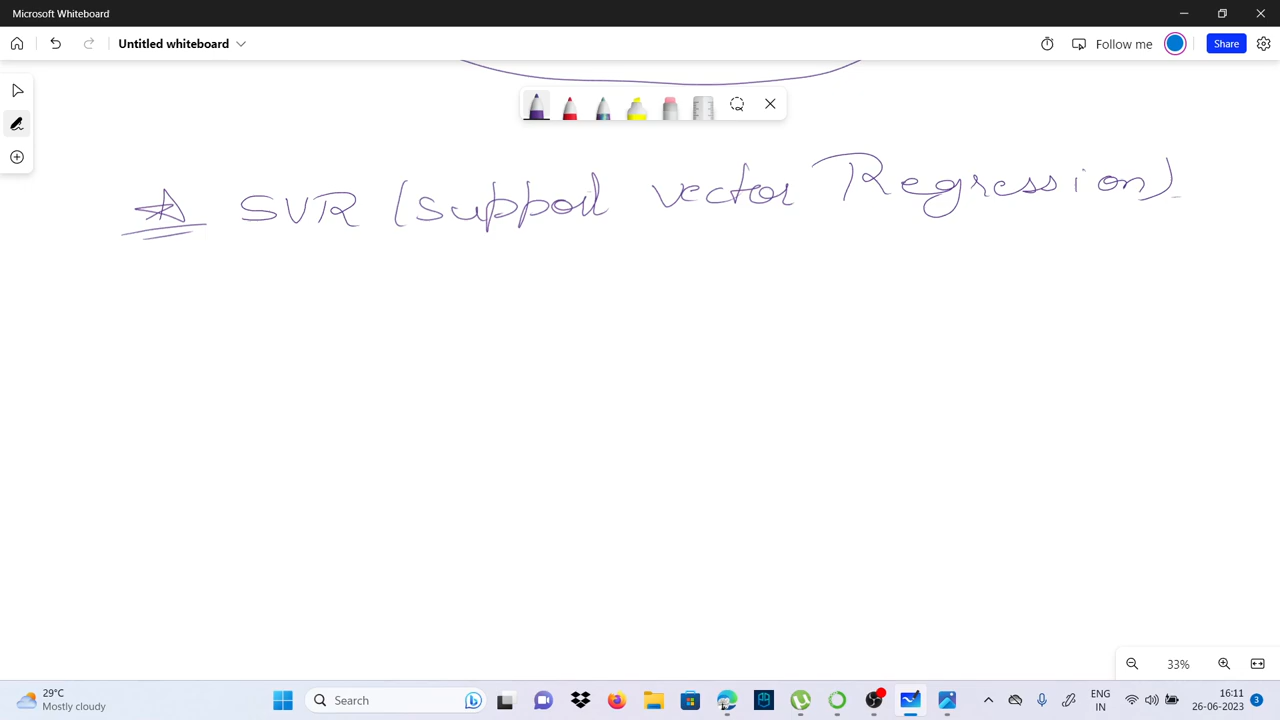 Microsoft Whiteboard
Untitled whiteboard
Follow me
Share
SVR (Support vector Regression)
33%
29°C
Mostly cloudy
Search
ENG
IN
16:11
26-06-2023
3